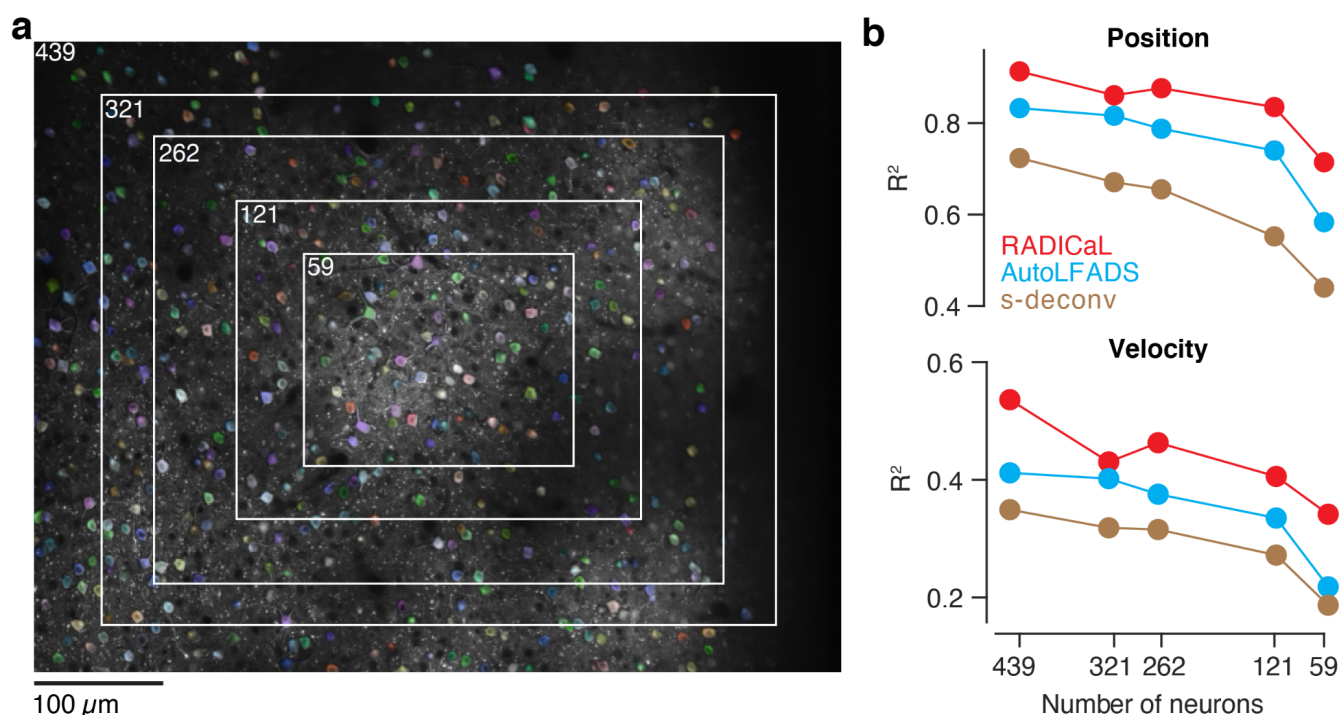 a
439
321
262
121
59
100 µm
b
Position
0.8
0.6
0.4
R²
RADICaL
AutoLFADS
s-deconv
Velocity
0.6
0.4
0.2
R²
439 321 262 121 59
Number of neurons